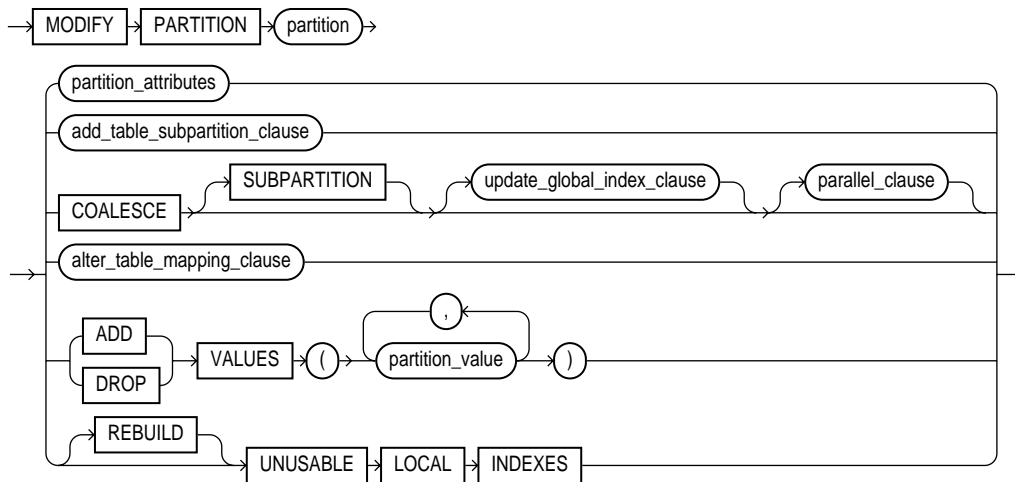 MODIFY PARTITION partition
partition_attributes
add_table_subpartition_clause
SUBPARTITION update_global_index_clause parallel_clause
COALESCE
alter_table_mapping_clause
,
ADD
VALUES ( partition_value )
DROP
REBUILD
UNUSABLE LOCAL INDEXES